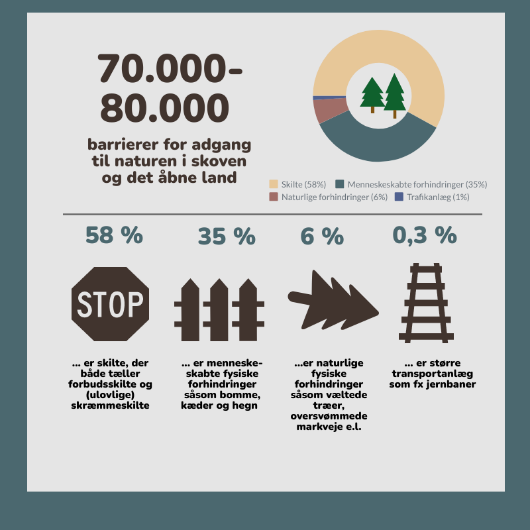 70.000-
80.000
barrierer for adgang
til naturen i skoven
og det åbne land
Skilte (58%)
Menneskeskabte forhindringer (35%)
Naturlige forhindringer (6%)
Trafikanlæg (1%)
58 %
35 %
6 %
0,3 %
STOP
... er skilte, der
både tæller
forbudsskilte og
(ulovlige)
skræmmeskilte
... er menneske-
skabte fysiske
forhindringer
såsom bomme,
kæder og hegn
...er naturlige
fysiske
forhindringer
såsom væltede
træer,
oversvømmede
markveje e.l.
... er større
transportanlæg
som fx jernbaner